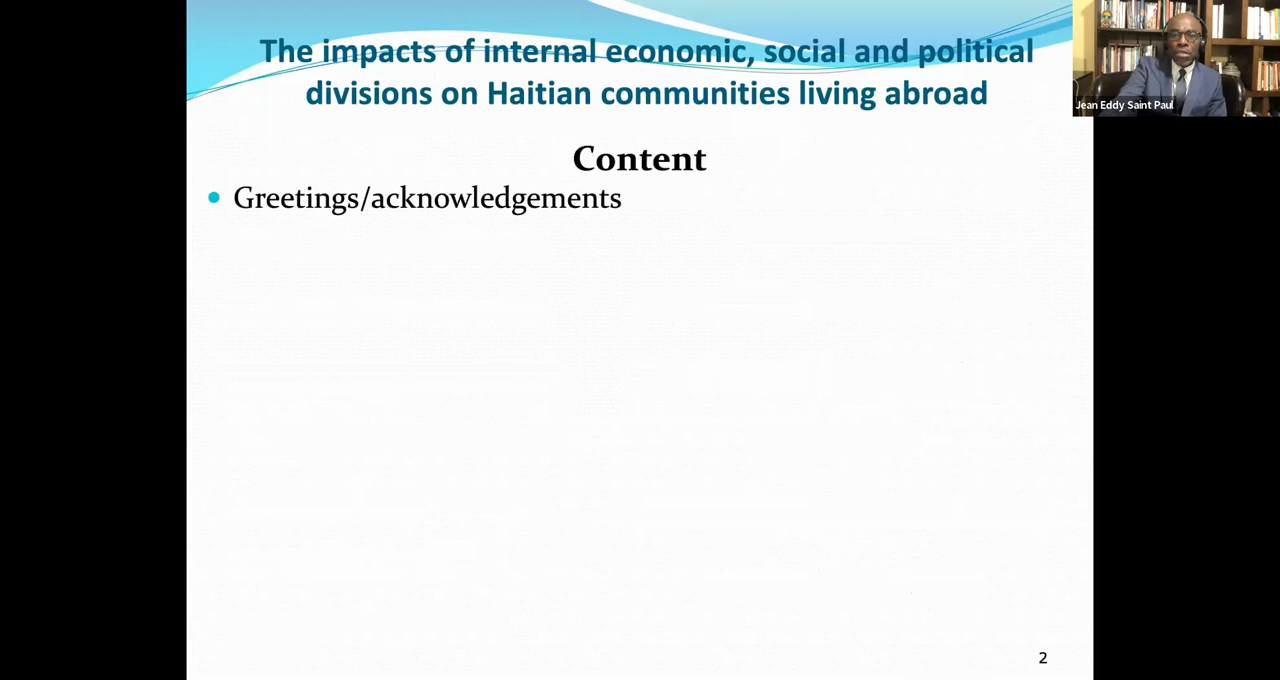 The impacts of internal economic, social and political
divisions on Haitian communities living abroad
Jean Eddy Saint Paul
Content
Greetings/acknowledgements
2